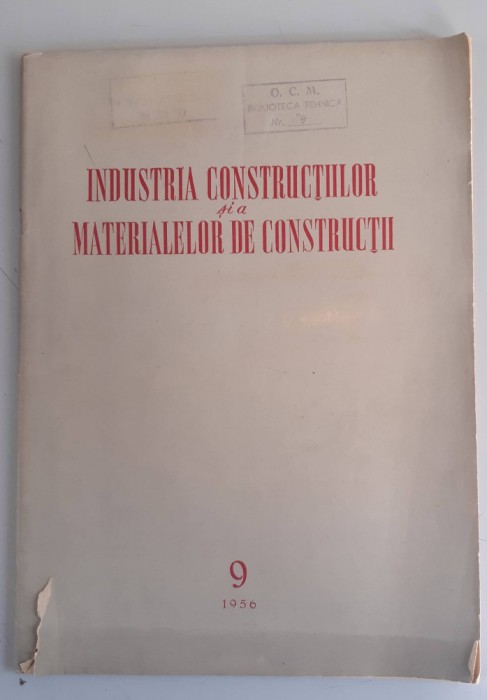 O. C. M.
BIBLIOTECA TEHNICĂ
Nr.
INDUSTRIA CONSTRUCȚIILOR
și a
MATERIALELOR DE CONSTRUCȚII
9
1956